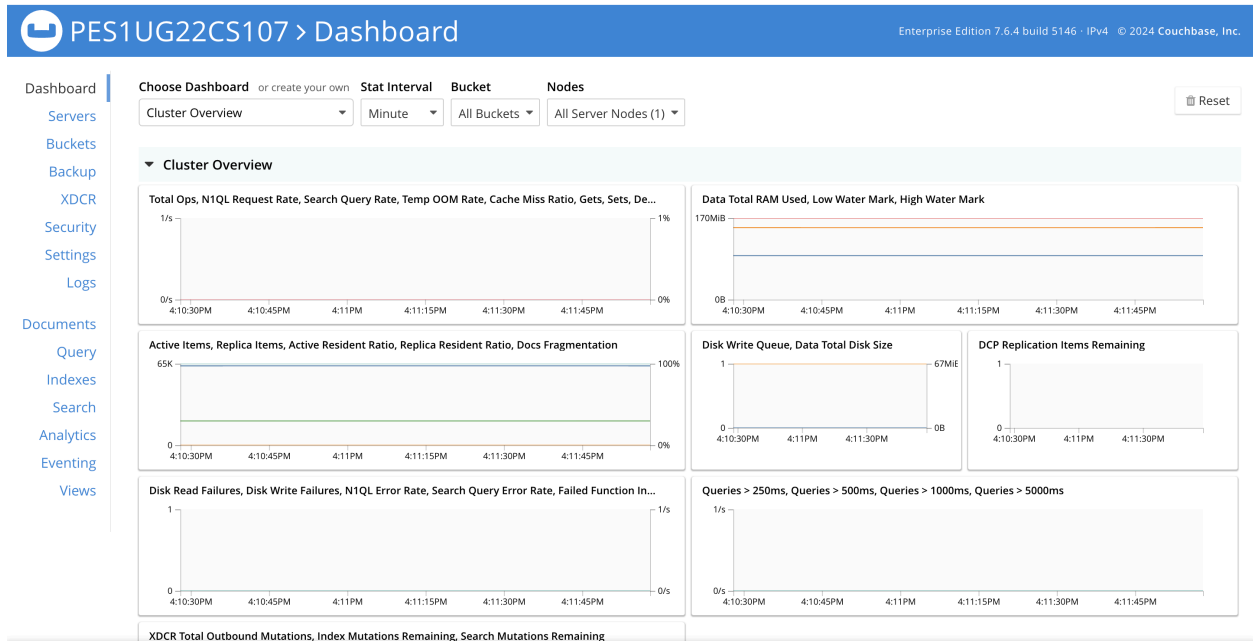 PES1UG22CS107 > Dashboard
Enterprise Edition 7.6.4 build 5146 · IPv4 © 2024 Couchbase, Inc.
Dashboard
Servers
Buckets
Backup
XDCR
Security
Settings
Logs
Documents
Query
Indexes
Search
Analytics
Eventing
Views
Choose Dashboard or create your own Stat Interval Bucket Nodes
Cluster Overview Minute All Buckets All Server Nodes (1)
Reset
Cluster Overview
Total Ops, N1QL Request Rate, Search Query Rate, Temp OOM Rate, Cache Miss Ratio, Gets, Sets, De...
1/s 1%
0/s 0%
4:10:30PM 4:10:45PM 4:11PM 4:11:15PM 4:11:30PM 4:11:45PM
Data Total RAM Used, Low Water Mark, High Water Mark
170MiB
0B
4:10:30PM 4:10:45PM 4:11PM 4:11:15PM 4:11:30PM 4:11:45PM
Active Items, Replica Items, Active Resident Ratio, Replica Resident Ratio, Docs Fragmentation
65K 100%
0 0%
4:10:30PM 4:10:45PM 4:11PM 4:11:15PM 4:11:30PM 4:11:45PM
Disk Write Queue, Data Total Disk Size
1 67MiB
0 0B
4:10:30PM 4:11PM 4:11:30PM
DCP Replication Items Remaining
1
0
4:10:30PM 4:11PM 4:11:30PM
Disk Read Failures, Disk Write Failures, N1QL Error Rate, Search Query Error Rate, Failed Function In...
1 1/s
0 0/s
4:10:30PM 4:10:45PM 4:11PM 4:11:15PM 4:11:30PM 4:11:45PM
Queries > 250ms, Queries > 500ms, Queries > 1000ms, Queries > 5000ms
1/s
0/s
4:10:30PM 4:10:45PM 4:11PM 4:11:15PM 4:11:30PM 4:11:45PM
XDCR Total Outbound Mutations, Index Mutations Remaining, Search Mutations Remaining